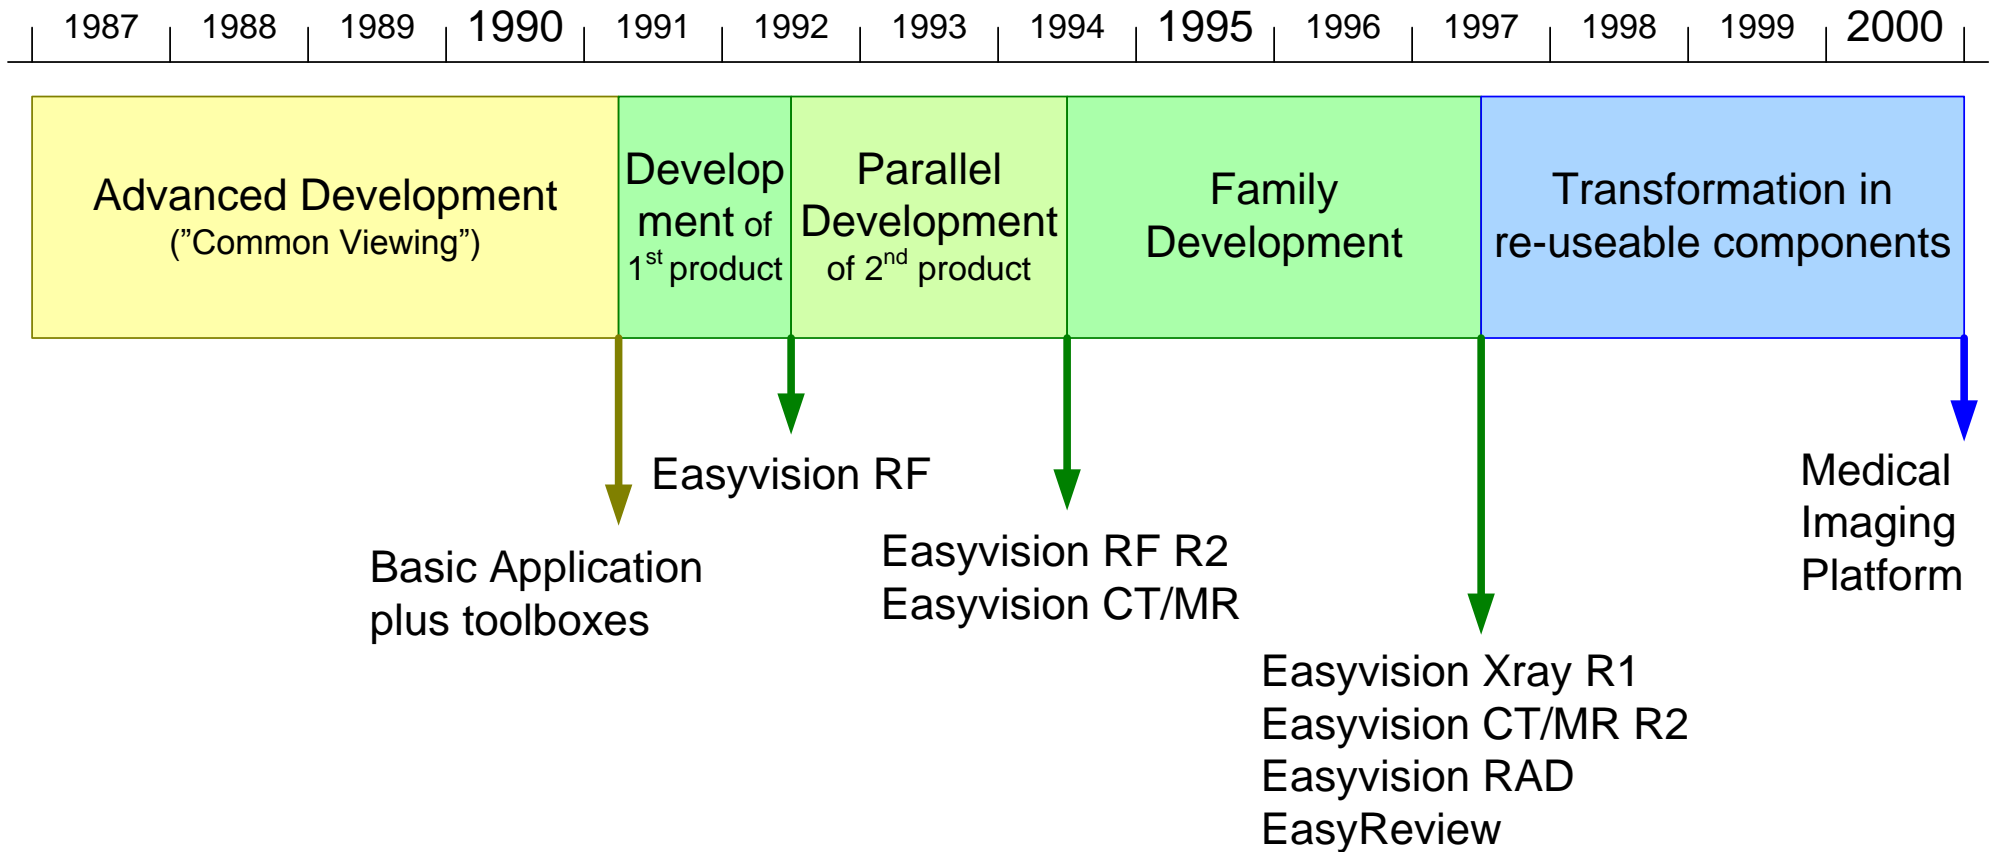 1987 1988 1989 1990 1991 1992 1993 1994 1995 1996 1997 1998 1999 2000
Advanced Development
(”Common Viewing”)
Develop
ment of
1st product
Parallel
Development
of 2nd product
Family
Development
Transformation in
re-useable components
Basic Application
plus toolboxes
Easyvision RF
Easyvision RF R2
Easyvision CT/MR
Easyvision Xray R1
Easyvision CT/MR R2
Easyvision RAD
EasyReview
Medical
Imaging
Platform